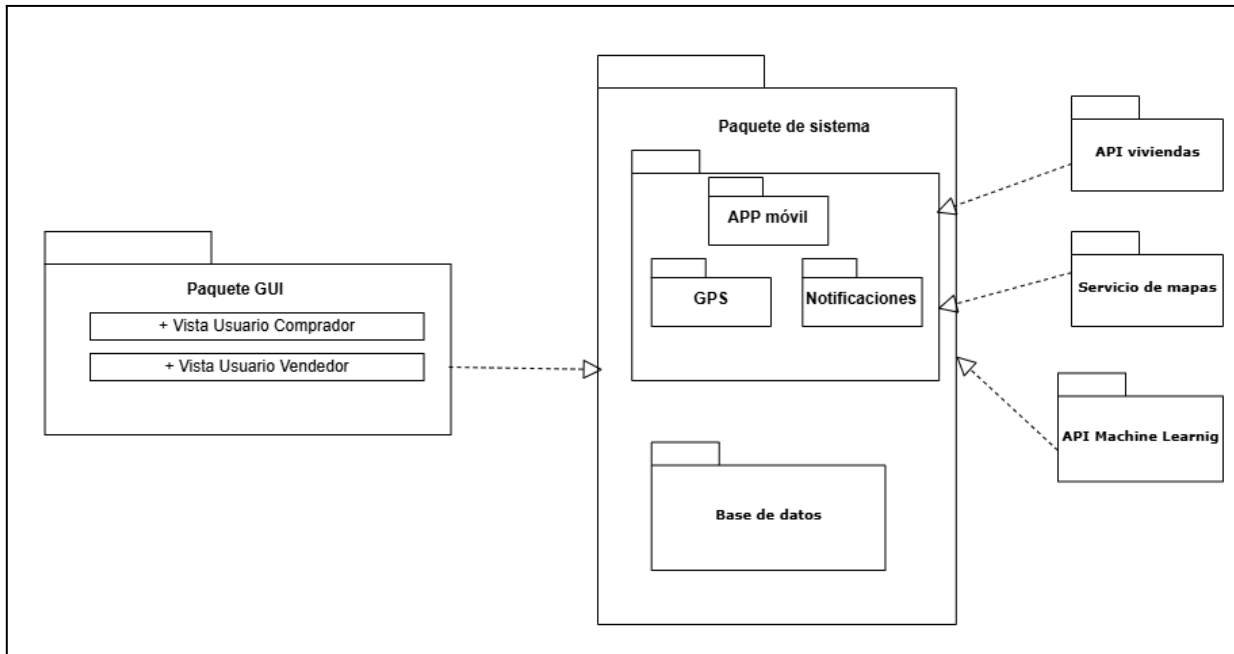 Paquete de sistema
API viviendas
APP móvil
Paquete GUI
GPS
Notificaciones
Servicio de mapas
+ Vista Usuario Comprador
+ Vista Usuario Vendedor
API Machine Learnig
Base de datos